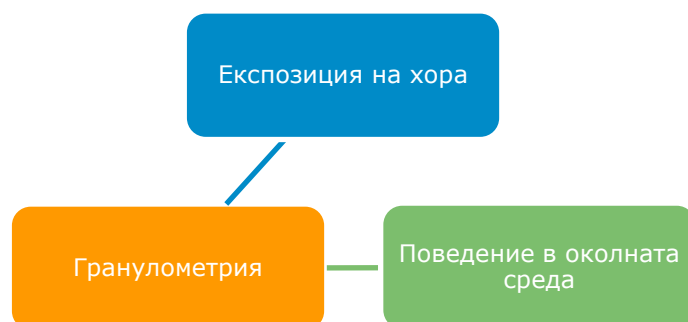 Експозиция на хора
Гранулометрия
Поведение в околната
среда